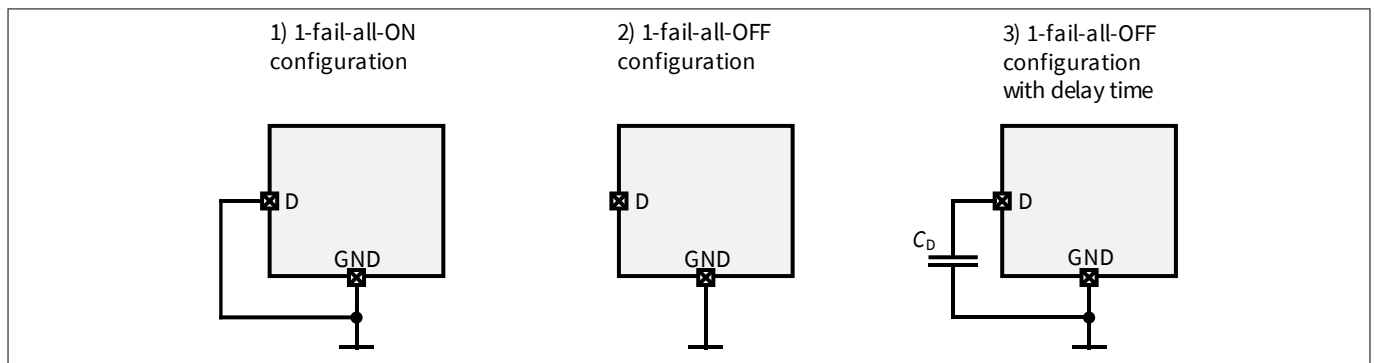 1) 1-fail-all-ON
configuration
2) 1-fail-all-OFF
configuration
3) 1-fail-all-OFF
configuration
with delay time
D
GND
D
GND
C_D
D
GND